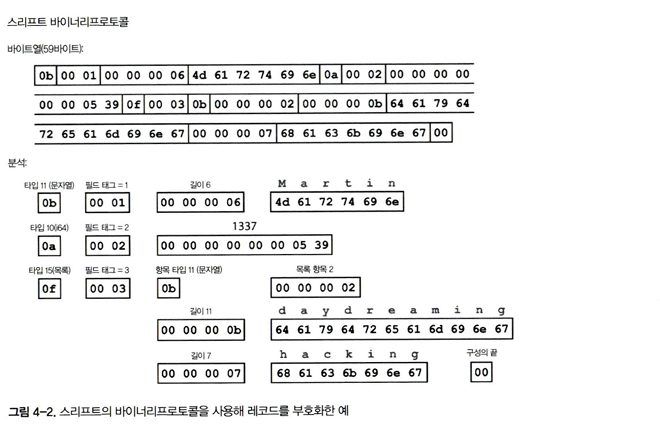 스리프트 바이너리프로토콜
바이트열(59바이트):
0b 00 01 00 00 00 06 4d 61 72 74 69 6e 0a 00 02 00 00 00 00
00 00 05 39 0f 00 03 0b 00 00 00 02 00 00 00 0b 64 61 79 64
72 65 61 6d 69 6e 67 00 00 00 07 68 61 63 6b 69 6e 67 00
분석:
타입 11 (문자열) 필드 태그 = 1 길이 6 M a r t i n
0b 00 01 00 00 00 06 4d 61 72 74 69 6e
타입 10(i64) 필드 태그 = 2 1337
0a 00 02 00 00 00 00 00 00 05 39
타입 15(목록) 필드 태그 = 3 항목 타입 11 (문자열) 목록 항목 2
0f 00 03 0b 00 00 00 02
길이 11 d a y d r e a m i n g
00 00 00 0b 64 61 79 64 72 65 61 6d 69 6e 67
길이 7 h a c k i n g 구성의 끝
00 00 00 07 68 61 63 6b 69 6e 67 00
그림 4-2. 스리프트의 바이너리프로토콜을 사용해 레코드를 부호화한 예